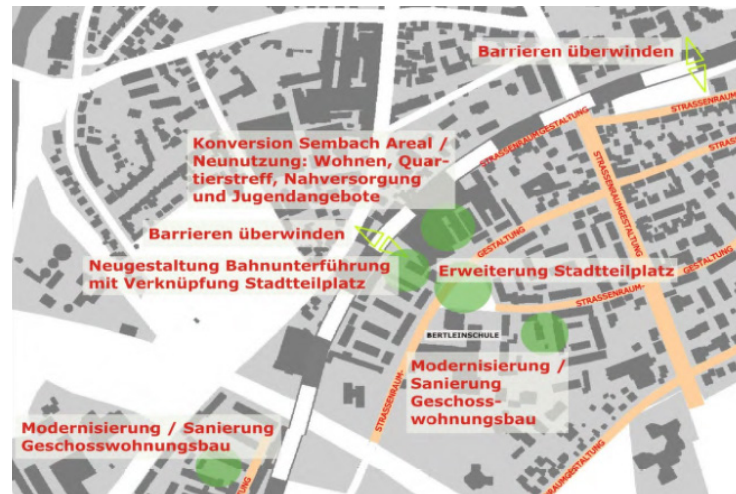 Barrieren überwinden
STRASSENRAUMGESTALTUNG
STRASSENRAUM-
GESTALTUNG
Konversion Sembach Areal /
Neunutzung: Wohnen, Quar-
tierstreff, Nahversorgung
und Jugendangebote
STRASSENRAUMGESTALTUNG
Barrieren überwinden
GESTALTUNG
GESTALTUNG
Neugestaltung Bahnunterführung
mit Verknüpfung Stadtteilplatz
Erweiterung Stadtteilplatz
STRASSENRAUM-
BERTLEINSCHULE
Modernisierung /
Sanierung
Geschoss-
wohnungsbau
STRASSENRAUM-
Modernisierung / Sanierung
Geschosswohnungsbau